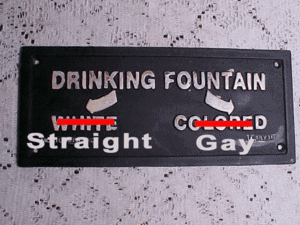 DRINKING FOUNTAIN
WHITE COLORED
Straight Gay